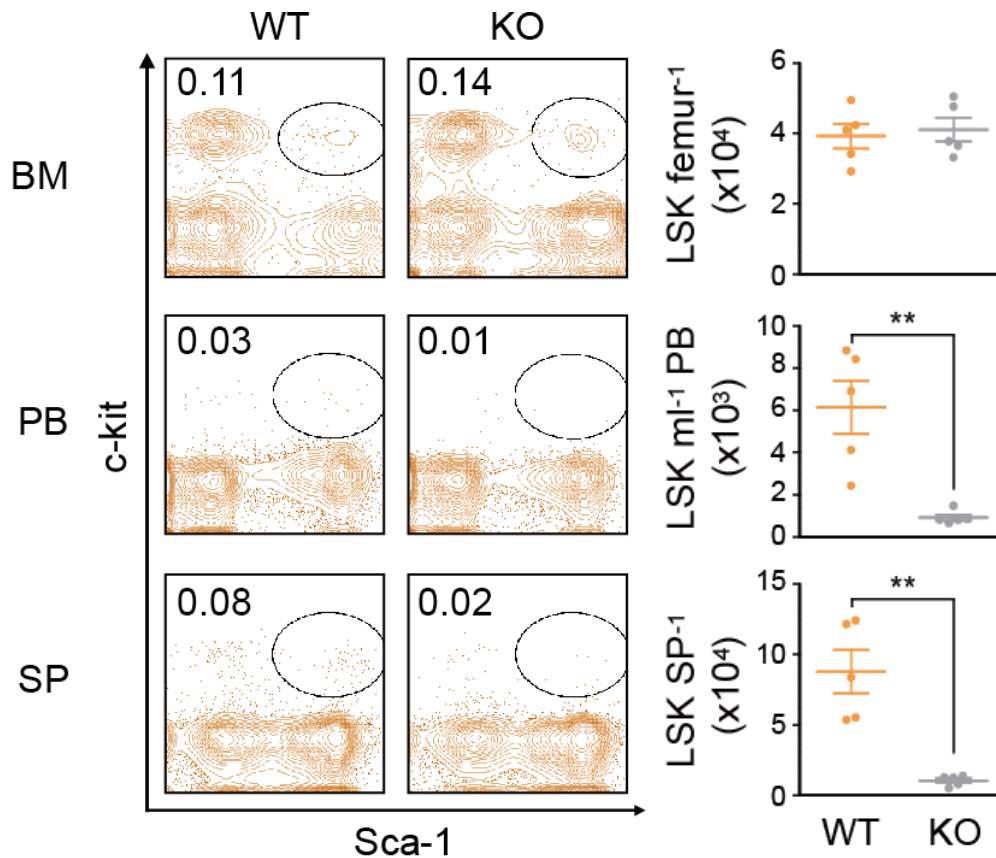 WT KO
BM
0.11 0.14
LSK femur⁻¹
(x10⁴)
6
4
2
0
PB
0.03 0.01
LSK ml⁻¹ PB
(x10³)
10
8
6
4
2
0
**
c-kit
SP
0.08 0.02
LSK SP⁻¹
(x10⁴)
15
10
5
0
**
WT KO
Sca-1